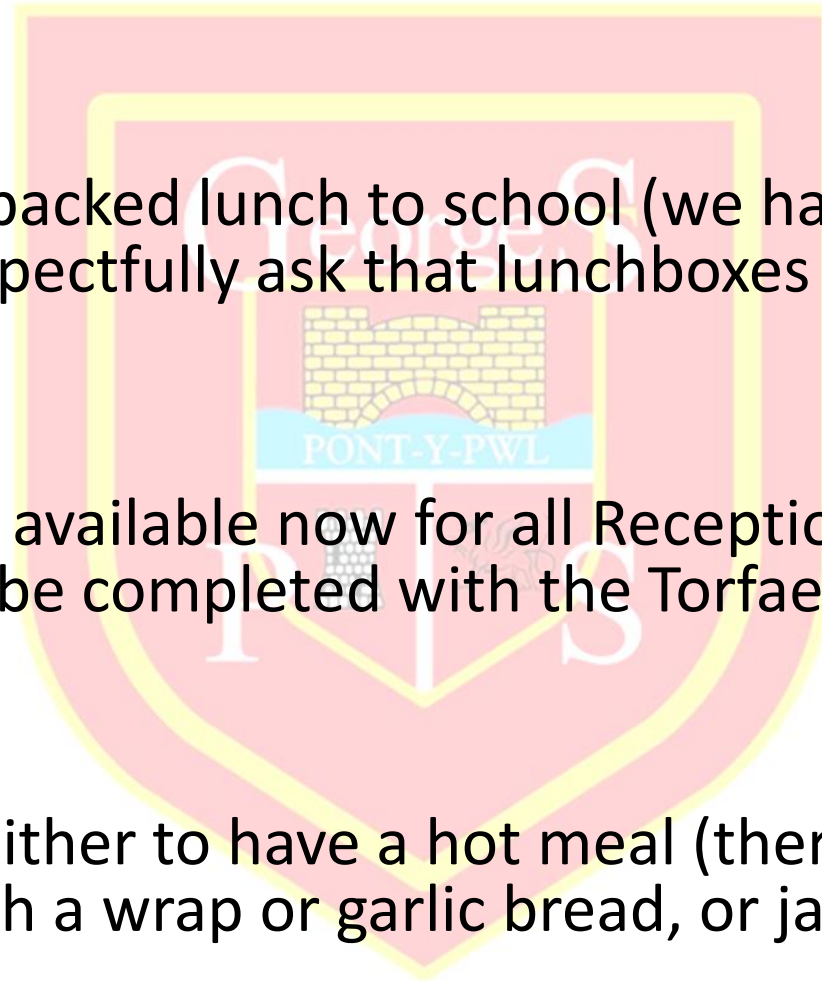 packed lunch to school (we ha
pectfully ask that lunchboxes
George S
PONT-Y-PWL
available now for all Receptio
be completed with the Torfae
P S
ither to have a hot meal (ther
h a wrap or garlic bread, or ja